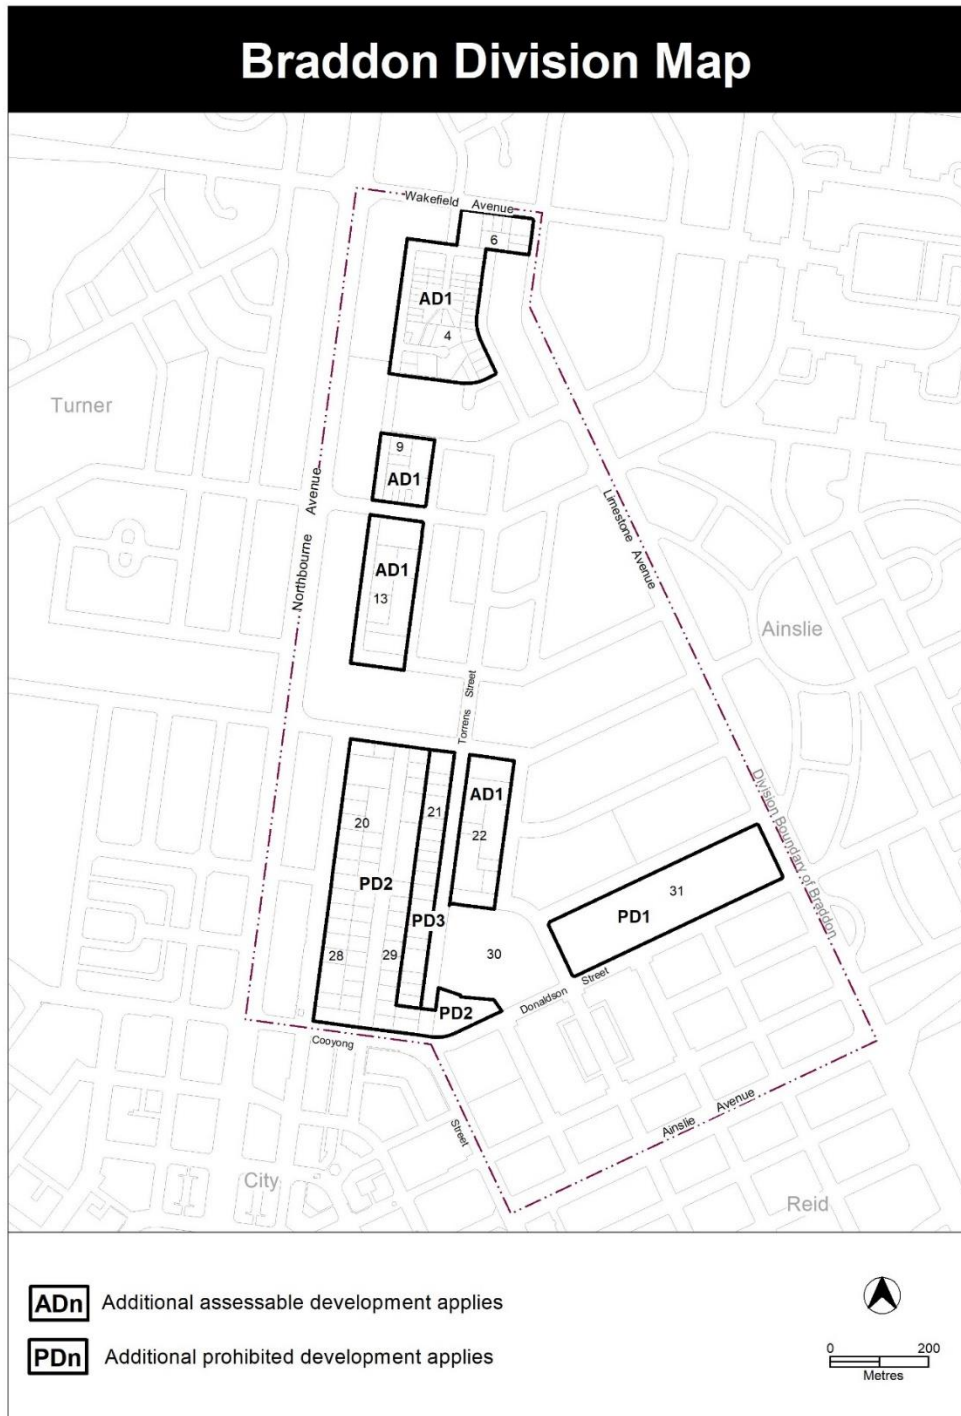 Braddon Division Map
Wakefield Avenue
6
AD1
4
Turner
9
AD1
Northbourne Avenue
Limestone Avenue
AD1
13
Ainslie
Torrens Street
Division Boundary of Braddon
AD1
20
21
22
PD2
31
PD1
PD3
28
29
30
Donaldson Street
PD2
Cooyong Street
Ainslie Avenue
City
Reid
ADn Additional assessable development applies
PDn Additional prohibited development applies
0 200
Metres